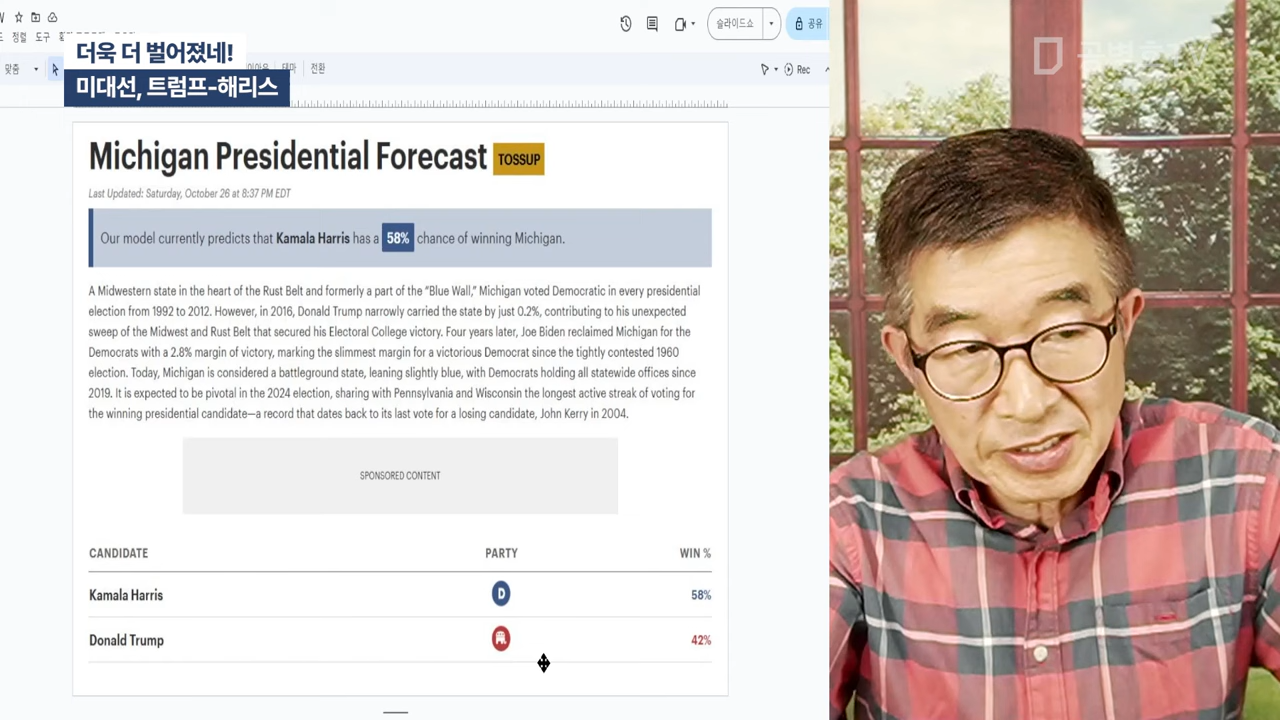 정렬 도구
슬라이드쇼
공유
더욱 더 벌어졌네!
맞춤
테마
전환
Rec
미대선, 트럼프-해리스
Michigan Presidential Forecast TOSSUP
Last Updated: Saturday, October 26 at 8:37 PM EDT
Our model currently predicts that Kamala Harris has a 58% chance of winning Michigan.
A Midwestern state in the heart of the Rust Belt and formerly a part of the “Blue Wall,” Michigan voted Democratic in every presidential
election from 1992 to 2012. However, in 2016, Donald Trump narrowly carried the state by just 0.2%, contributing to his unexpected
sweep of the Midwest and Rust Belt that secured his Electoral College victory. Four years later, Joe Biden reclaimed Michigan for the
Democrats with a 2.8% margin of victory, marking the slimmest margin for a victorious Democrat since the tightly contested 1960
election. Today, Michigan is considered a battleground state, leaning slightly blue, with Democrats holding all statewide offices since
2019. It is expected to be pivotal in the 2024 election, sharing with Pennsylvania and Wisconsin the longest active streak of voting for
the winning presidential candidate—a record that dates back to its last vote for a losing candidate, John Kerry in 2004.
SPONSORED CONTENT
CANDIDATE PARTY WIN %
Kamala Harris D 58%
Donald Trump 42%